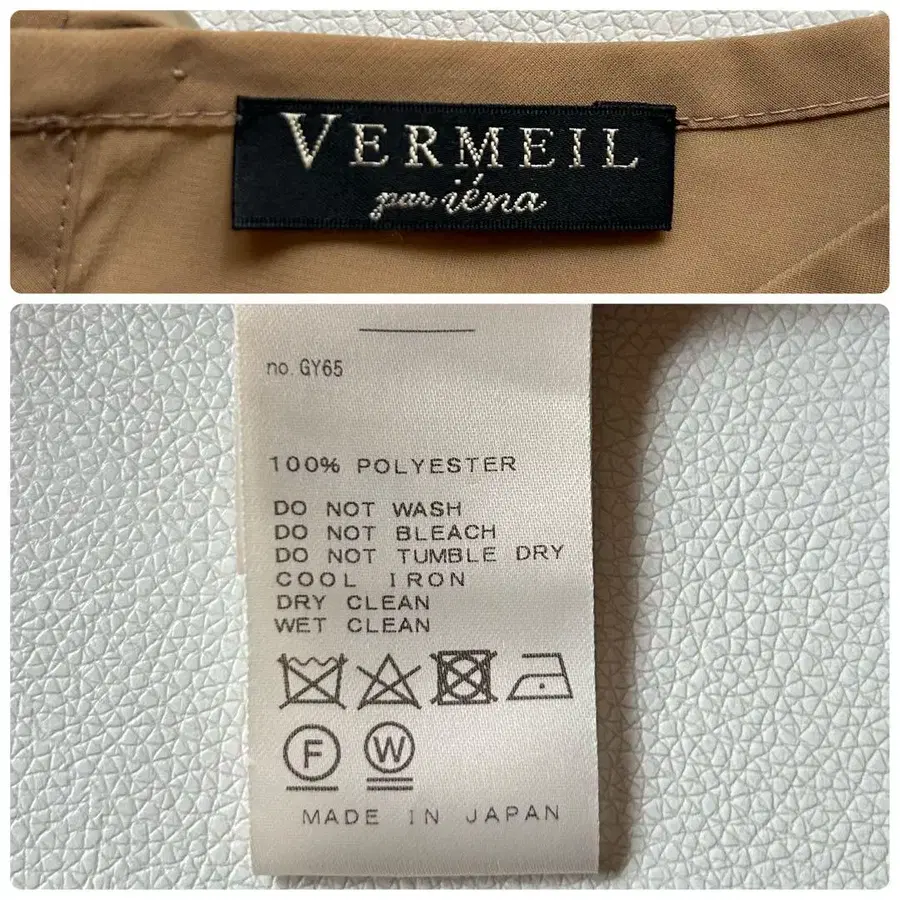 VERMEIL
par iéna
no. GY65
100% POLYESTER
DO NOT WASH
DO NOT BLEACH
DO NOT TUMBLE DRY
COOL IRON
DRY CLEAN
WET CLEAN
F W
MADE IN JAPAN